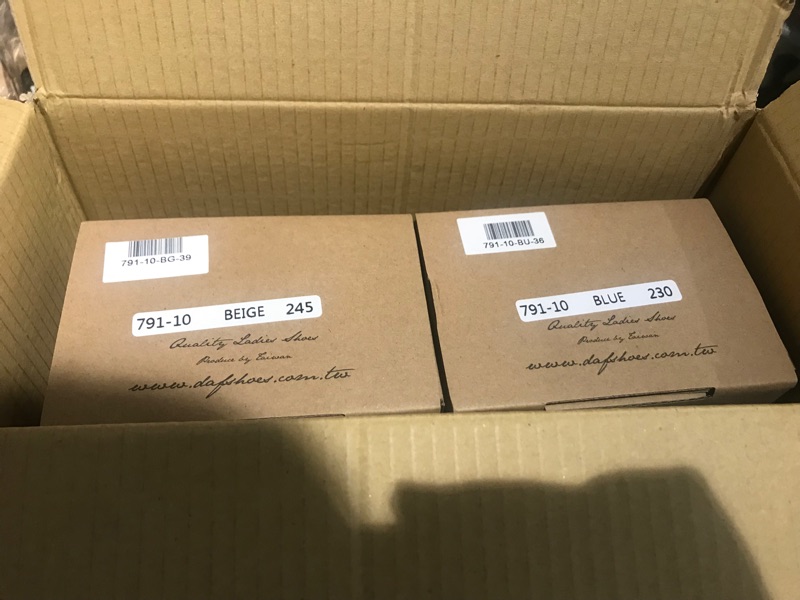 791-10-BG-39
791-10 BEIGE 245
Quality Ladies Shoes
Produce by Taiwan
www.dafshoes.com.tw
791-10-BU-36
791-10 BLUE 230
Quality Ladies Shoes
Produce by Taiwan
www.dafshoes.com.tw